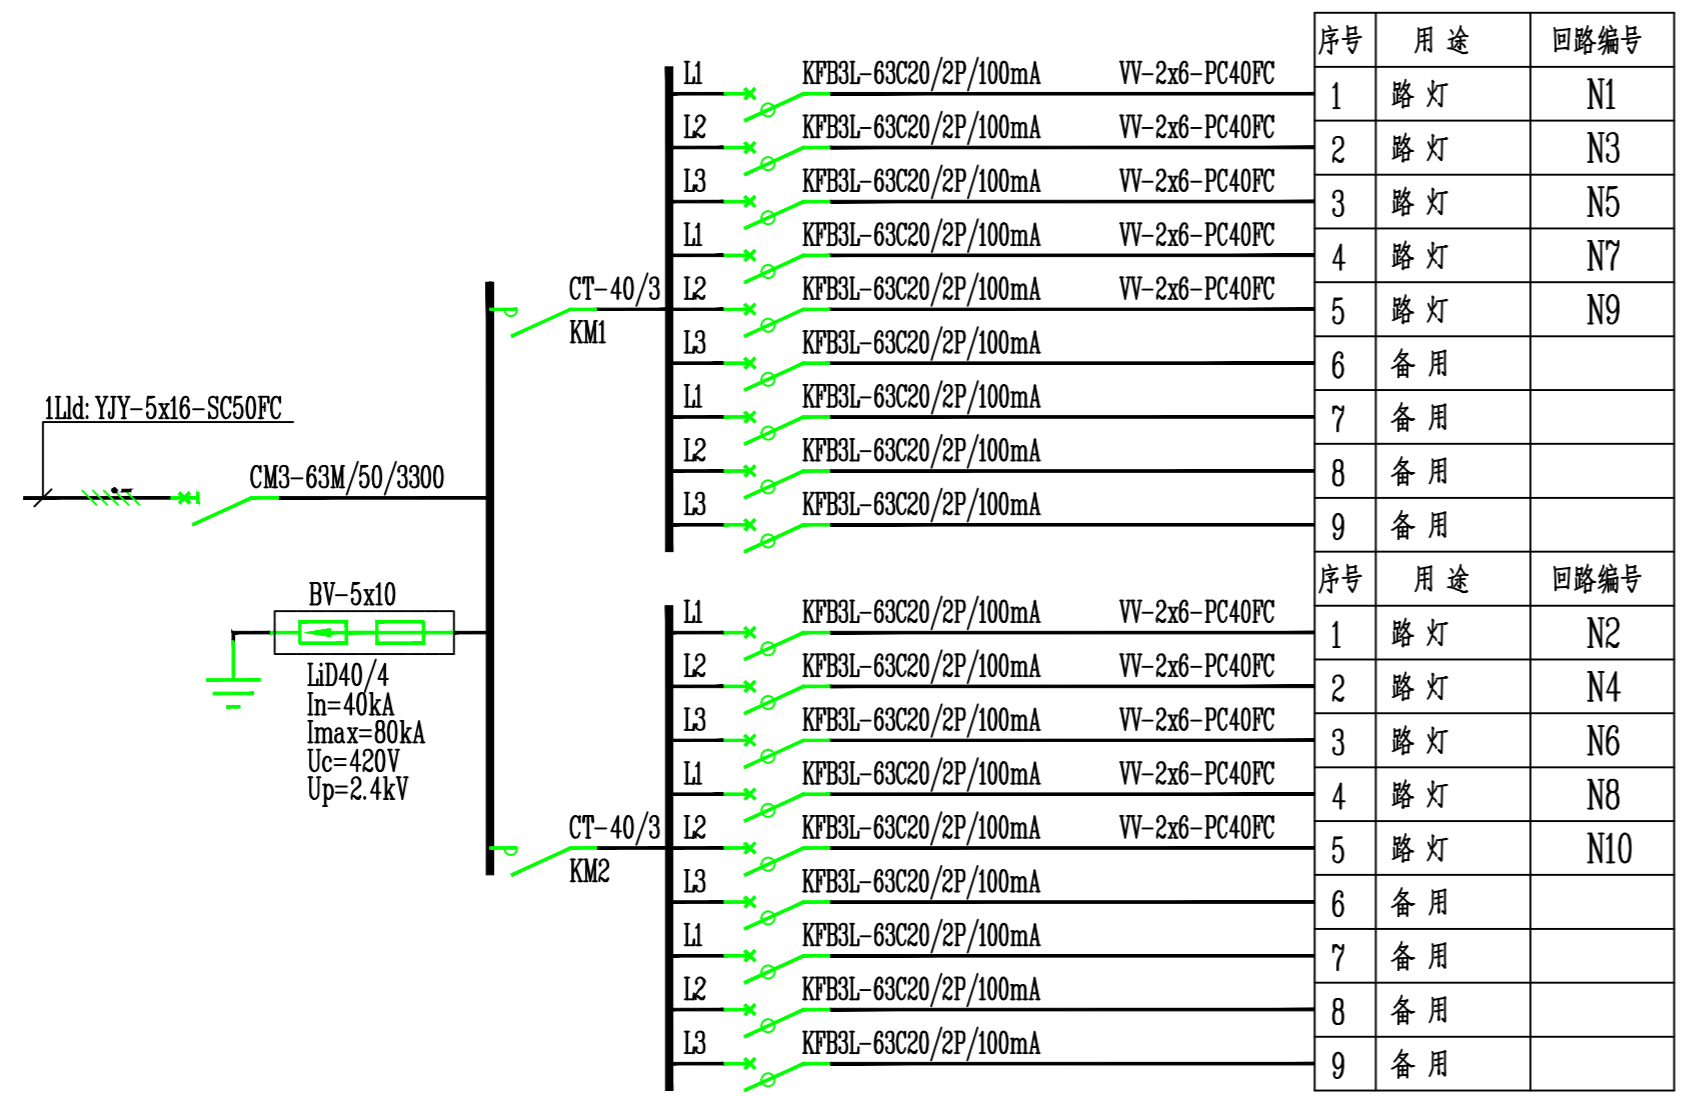 序号 用 途 回路编号
L1 KFB3L-63C20/2P/100mA VV-2x6-PC40FC 1 路 灯 N1
L2 KFB3L-63C20/2P/100mA VV-2x6-PC40FC 2 路 灯 N3
L3 KFB3L-63C20/2P/100mA VV-2x6-PC40FC 3 路 灯 N5
L1 KFB3L-63C20/2P/100mA VV-2x6-PC40FC 4 路 灯 N7
CT-40/3
KM1
L2 KFB3L-63C20/2P/100mA VV-2x6-PC40FC 5 路 灯 N9
L3 KFB3L-63C20/2P/100mA 6 备 用
L1 KFB3L-63C20/2P/100mA 7 备 用
L2 KFB3L-63C20/2P/100mA 8 备 用
L3 KFB3L-63C20/2P/100mA 9 备 用
1Lld: YJY-5x16-SC50FC
CM3-63M/50/3300
BV-5x10
LiD40/4
In=40kA
Imax=80kA
Uc=420V
Up=2.4kV
序号 用 途 回路编号
L1 KFB3L-63C20/2P/100mA VV-2x6-PC40FC 1 路 灯 N2
L2 KFB3L-63C20/2P/100mA VV-2x6-PC40FC 2 路 灯 N4
L3 KFB3L-63C20/2P/100mA VV-2x6-PC40FC 3 路 灯 N6
L1 KFB3L-63C20/2P/100mA VV-2x6-PC40FC 4 路 灯 N8
CT-40/3
KM2
L2 KFB3L-63C20/2P/100mA VV-2x6-PC40FC 5 路 灯 N10
L3 KFB3L-63C20/2P/100mA 6 备 用
L1 KFB3L-63C20/2P/100mA 7 备 用
L2 KFB3L-63C20/2P/100mA 8 备 用
L3 KFB3L-63C20/2P/100mA 9 备 用